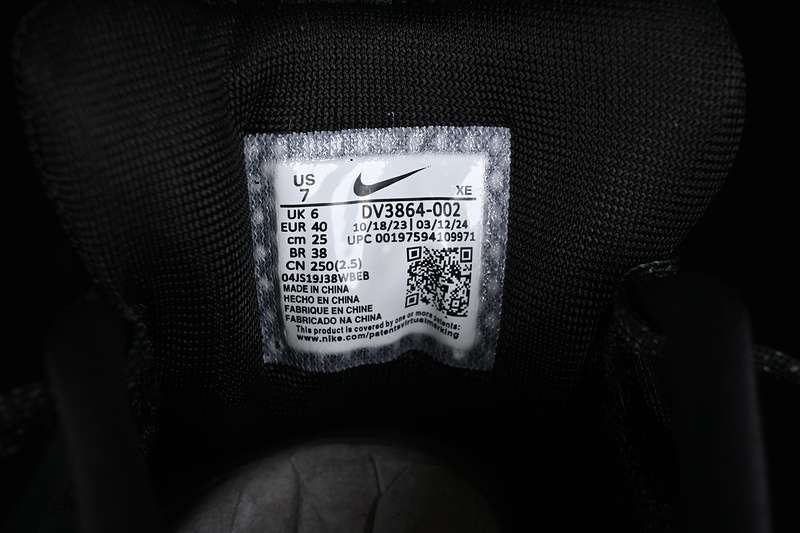 US
7
XE
UK 6
DV3864-002
EUR 40
10/18/23 | 03/12/24
cm 25
UPC 00197594109971
BR 38
CN 250(2.5)
04JS19J38WBEB
MADE IN CHINA
HECHO EN CHINA
FABRIQUE EN CHINE
FABRICADO NA CHINA
This product is covered by one or more patents:
www.nike.com/patentsvirtualmarking